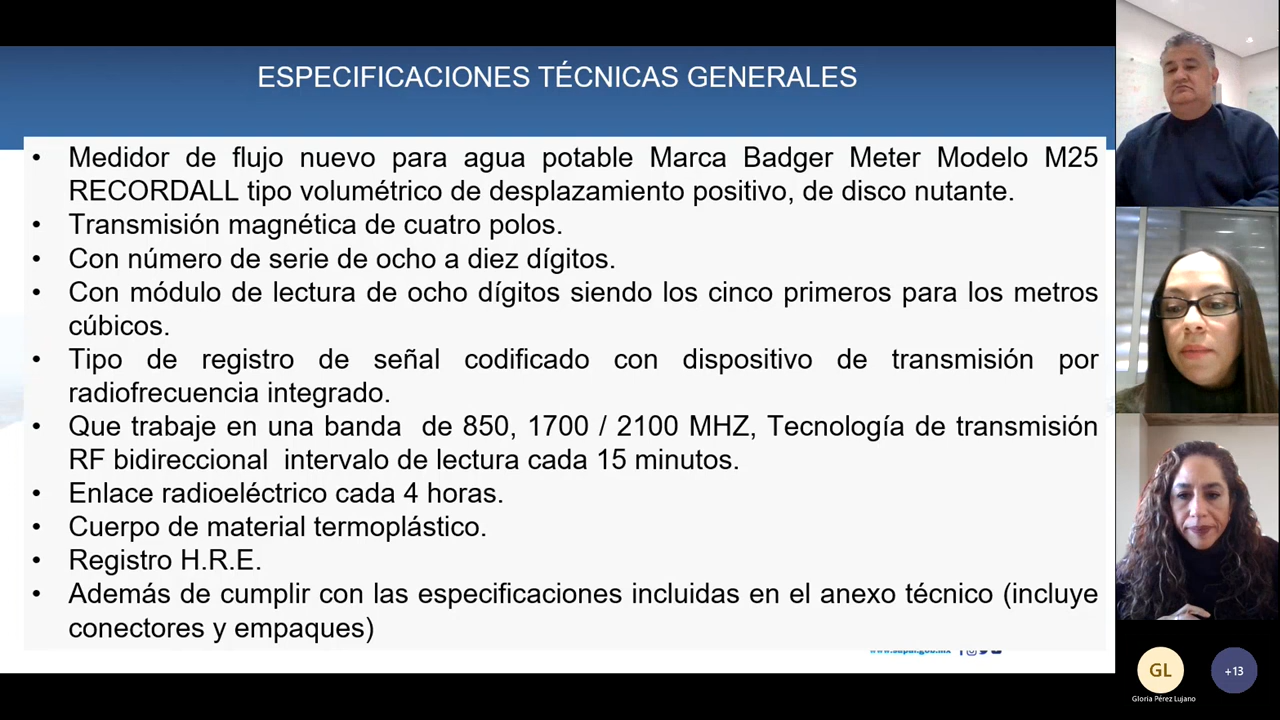 ESPECIFICACIONES TÉCNICAS GENERALES
• Medidor de flujo nuevo para agua potable Marca Badger Meter Modelo M25
RECORDALL tipo volumétrico de desplazamiento positivo, de disco nutante.
• Transmisión magnética de cuatro polos.
• Con número de serie de ocho a diez dígitos.
• Con módulo de lectura de ocho dígitos siendo los cinco primeros para los metros
cúbicos.
• Tipo de registro de señal codificado con dispositivo de transmisión por
radiofrecuencia integrado.
• Que trabaje en una banda de 850, 1700 / 2100 MHZ, Tecnología de transmisión
RF bidireccional intervalo de lectura cada 15 minutos.
• Enlace radioeléctrico cada 4 horas.
• Cuerpo de material termoplástico.
• Registro H.R.E.
• Además de cumplir con las especificaciones incluidas en el anexo técnico (incluye
conectores y empaques)
GL
+13
Gloria Pérez Lujano